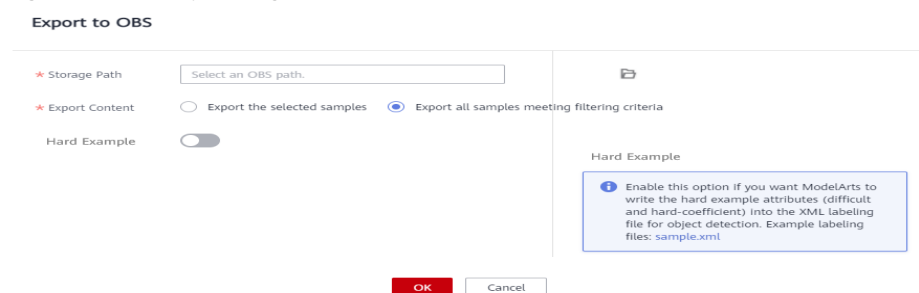 Export to OBS
* Storage Path Select an OBS path.
* Export Content Export the selected samples Export all samples meeting filtering criteria
Hard Example
Hard Example
Enable this option if you want ModelArts to
write the hard example attributes (difficult
and hard-coefficient) into the XML labeling
file for object detection. Example labeling
files: sample.xml
OK Cancel